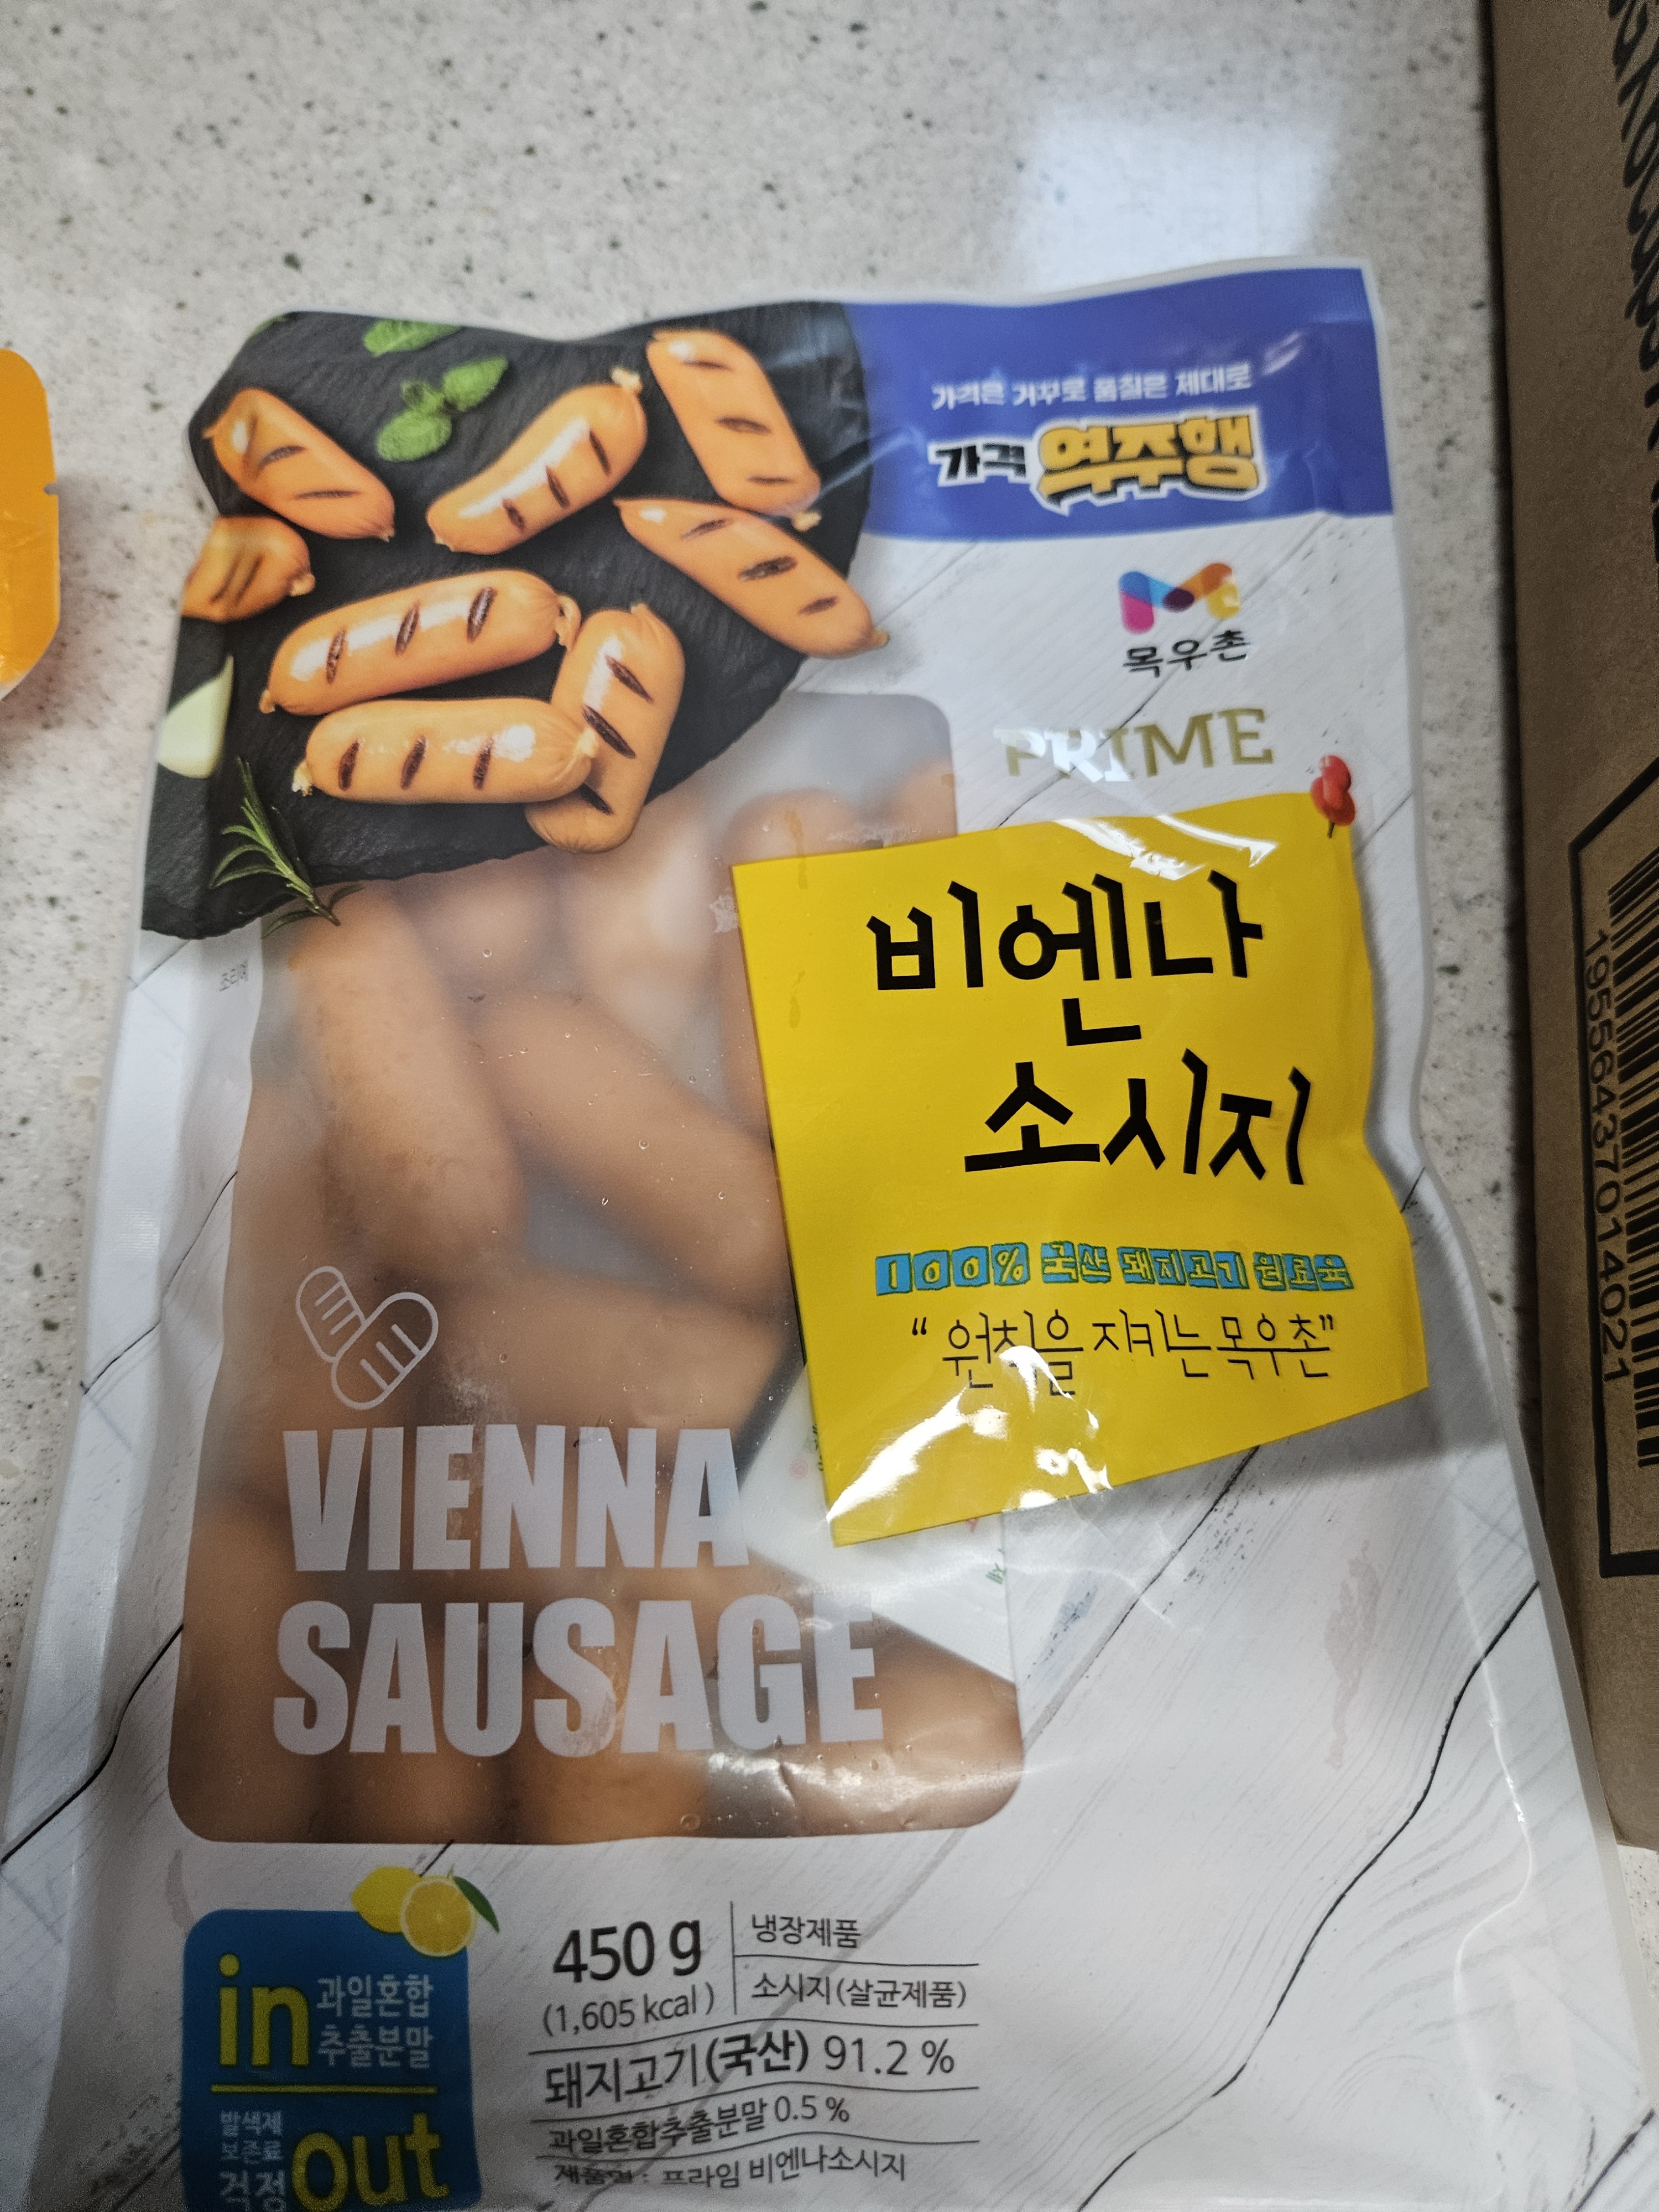 가격은 거꾸로 품질은 제대로
가격 역주행
목우촌
PRIME
비엔나
소시지
100% 국산 돼지고기 원료육
“원칙을 지키는 목우촌”
조리예
VIENNA
SAUSAGE
in 과일혼합
추출분말
발색제
보존료
걱정 out
450 g
(1,605 kcal)
냉장제품
소시지(살균제품)
돼지고기(국산) 91.2 %
과일혼합추출분말 0.5 %
제품명 : 프라임 비엔나소시지
19556437014021